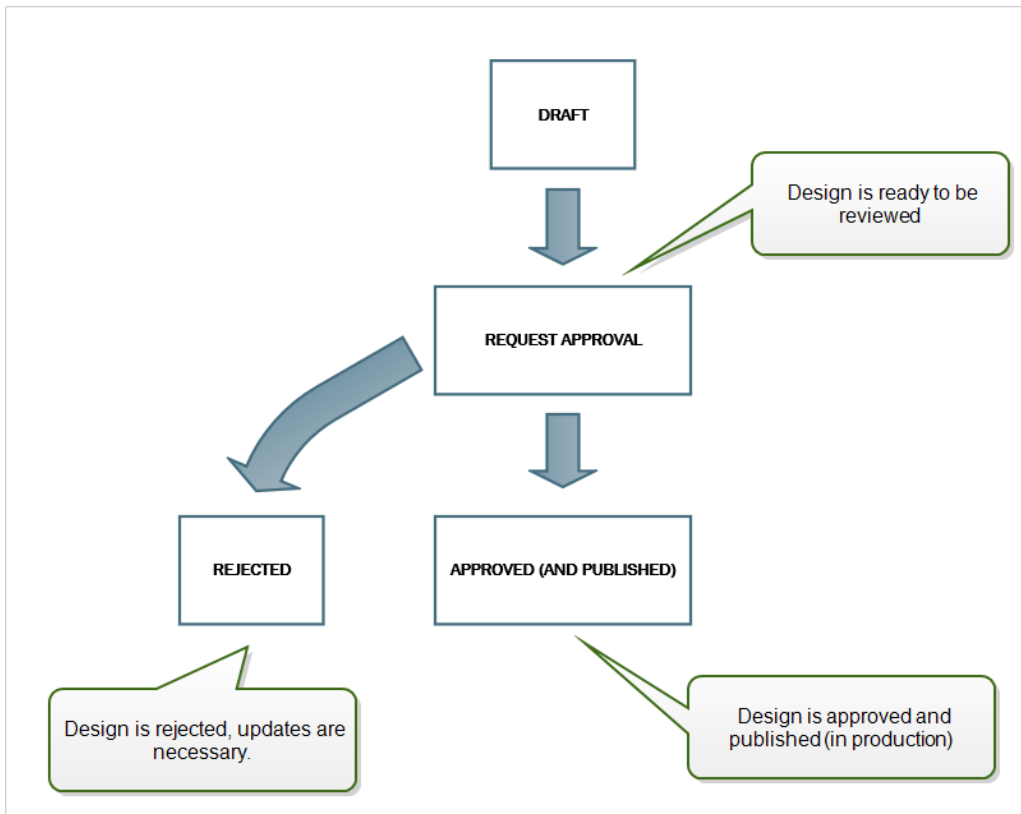 DRAFT
Design is ready to be
reviewed
REQUEST APPROVAL
REJECTED
APPROVED (AND PUBLISHED)
Design is rejected, updates are
necessary.
Design is approved and
published (in production)